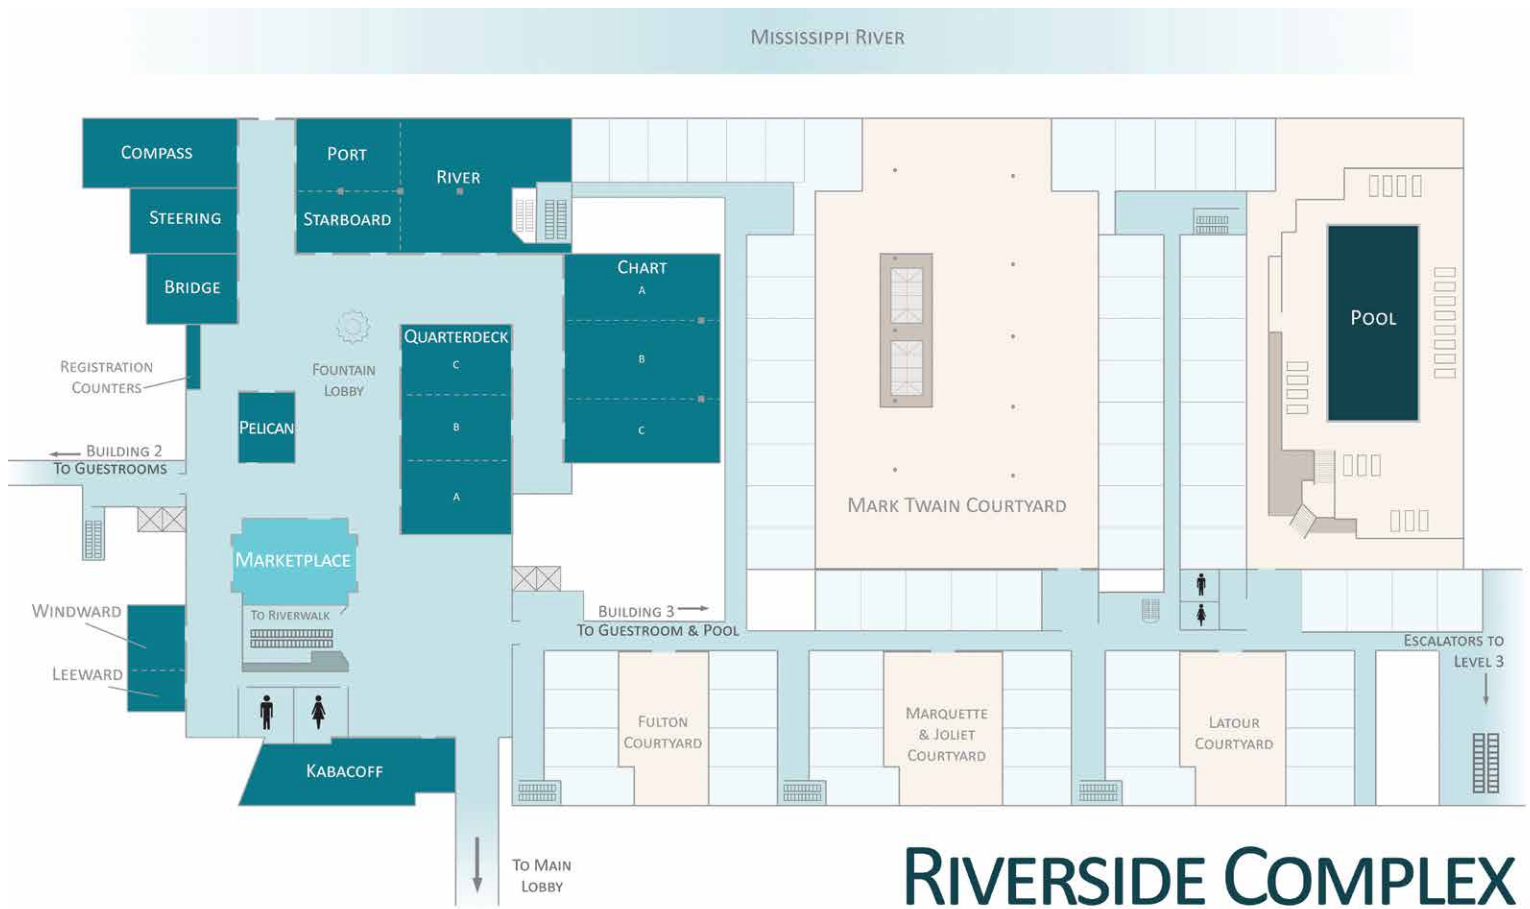 MISSISSIPPI RIVER
COMPASS
PORT
RIVER
STEERING
STARBOARD
BRIDGE
CHART
A
B
C
QUARTERDECK
C
B
A
POOL
REGISTRATION
COUNTERS
FOUNTAIN
LOBBY
PELICAN
BUILDING 2
TO GUESTROOMS
MARK TWAIN COURTYARD
MARKETPLACE
TO RIVERWALK
WINDWARD
LEEWARD
BUILDING 3
TO GUESTROOM & POOL
ESCALATORS TO
LEVEL 3
FULTON
COURTYARD
MARQUETTE
& JOLIET
COURTYARD
LATOUR
COURTYARD
KABACOFF
TO MAIN
LOBBY
RIVERSIDE COMPLEX